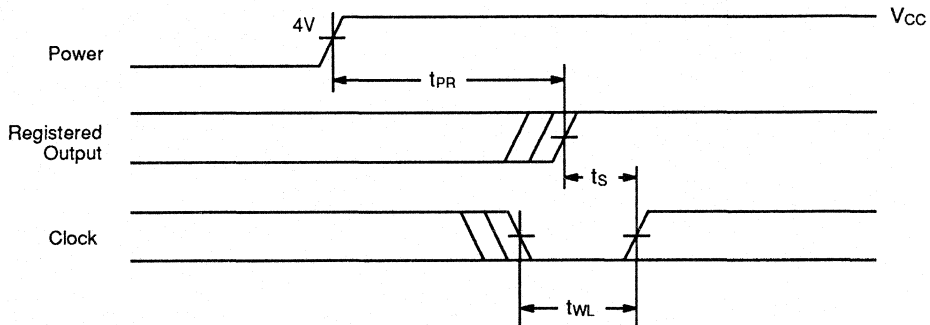 4V
VCC
Power
tPR
Registered
Output
tS
Clock
tWL